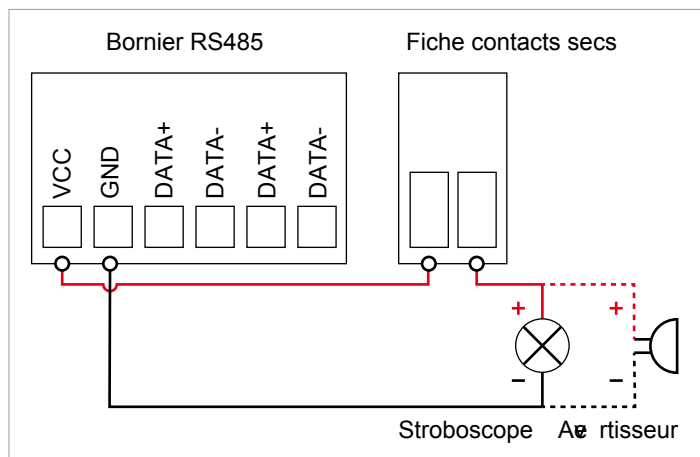 Bornier RS485
Fiche contacts secs
VCC
GND
DATA+
DATA-
DATA+
DATA-
+
+
–
–
Stroboscope
Avertisseur